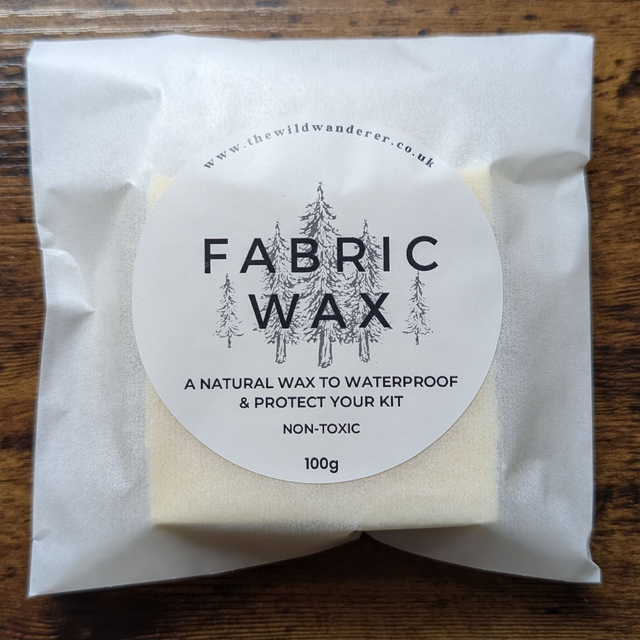 www.thewildwanderer.co.uk
FABRIC
WAX
A NATURAL WAX TO WATERPROOF
& PROTECT YOUR KIT
NON-TOXIC
100g